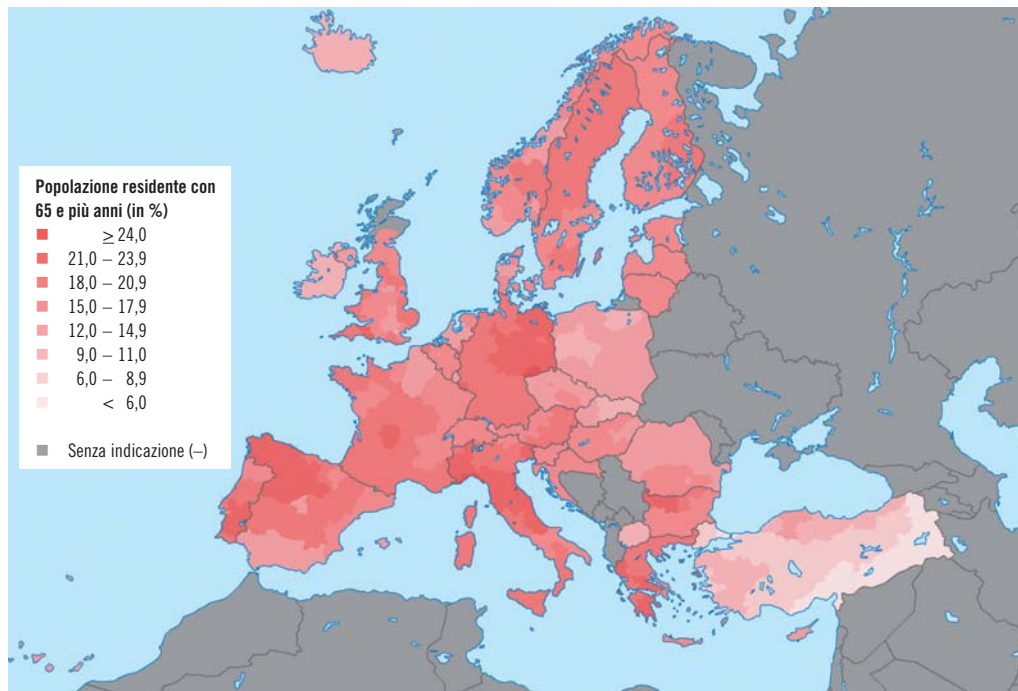 Popolazione residente con
65 e più anni (in %)
≥ 24,0
21,0 – 23,9
18,0 – 20,9
15,0 – 17,9
12,0 – 14,9
9,0 – 11,0
6,0 – 8,9
< 6,0
Senza indicazione (–)